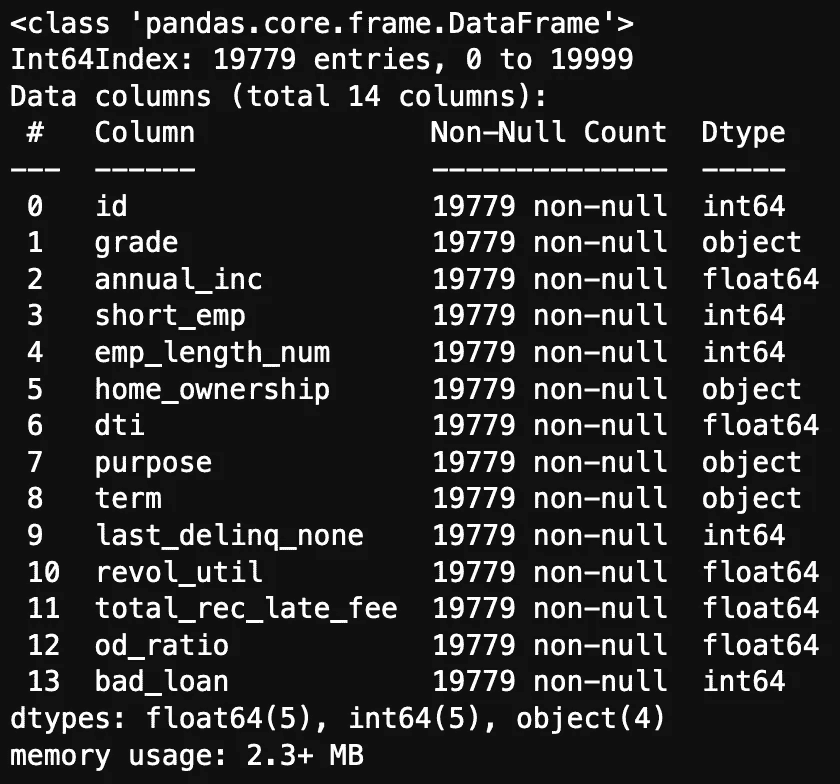 <class 'pandas.core.frame.DataFrame'>
Int64Index: 19779 entries, 0 to 19999
Data columns (total 14 columns):
 #   Column              Non-Null Count  Dtype
---  ------              --------------  -----
 0   id                  19779 non-null  int64
 1   grade               19779 non-null  object
 2   annual_inc          19779 non-null  float64
 3   short_emp           19779 non-null  int64
 4   emp_length_num      19779 non-null  int64
 5   home_ownership      19779 non-null  object
 6   dti                 19779 non-null  float64
 7   purpose             19779 non-null  object
 8   term                19779 non-null  object
 9   last_delinq_none    19779 non-null  int64
 10  revol_util          19779 non-null  float64
 11  total_rec_late_fee  19779 non-null  float64
 12  od_ratio            19779 non-null  float64
 13  bad_loan            19779 non-null  int64
dtypes: float64(5), int64(5), object(4)
memory usage: 2.3+ MB